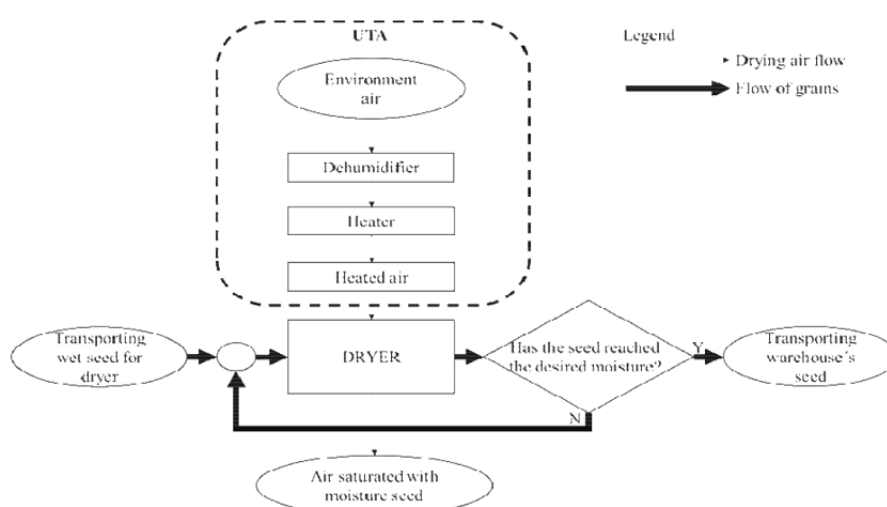 UTA
Environment
air
Dehumidifier
Heater
Heated air
Legend
Drying air flow
Flow of grains
Transporting
wet seed for
dryer
DRYER
Has the seed reached
the desired moisture?
Y
N
Transporting
warehouse´s
seed
Air saturated with
moisture seed